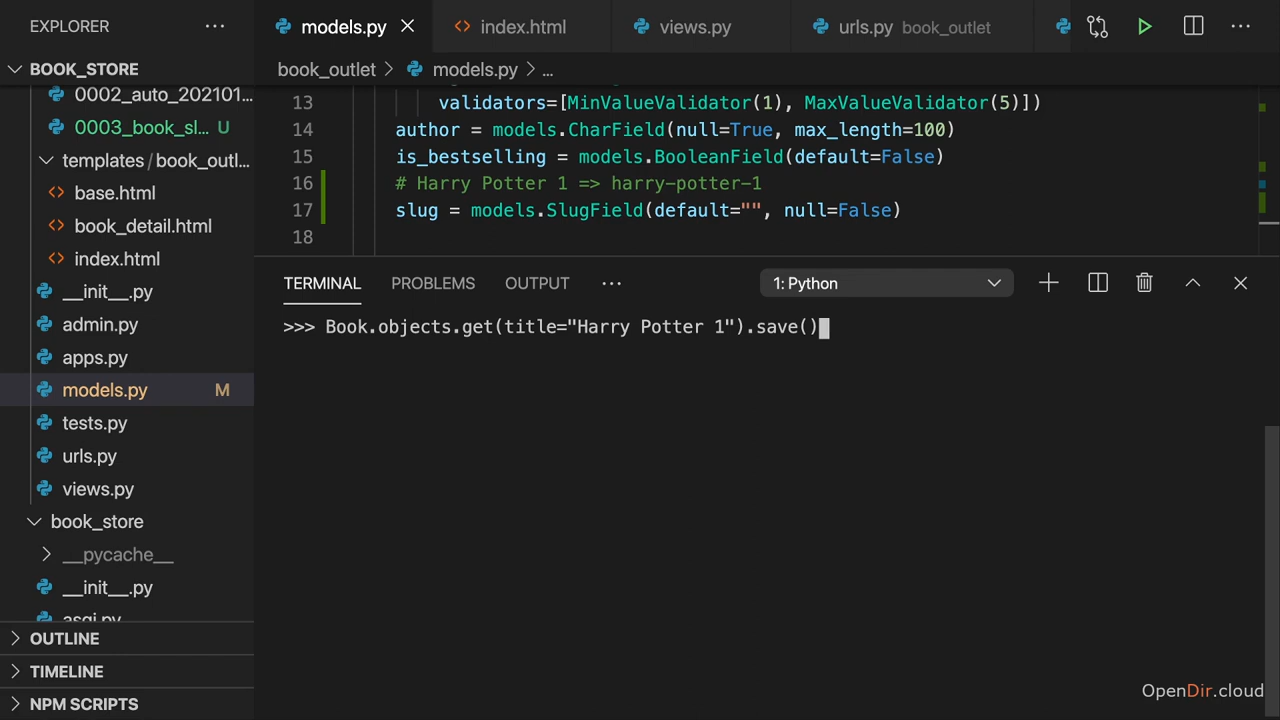 EXPLORER
···
models.py
index.html
views.py
urls.py book_outlet
···
BOOK_STORE
book_outlet > models.py > ...
0002_auto_202101...
0003_book_sl... U
templates / book_outl...
base.html
book_detail.html
index.html
__init__.py
admin.py
apps.py
models.py M
tests.py
urls.py
views.py
book_store
__pycache__
__init__.py
asgi.py
OUTLINE
TIMELINE
NPM SCRIPTS
13 validators=[MinValueValidator(1), MaxValueValidator(5)])
14 author = models.CharField(null=True, max_length=100)
15 is_bestselling = models.BooleanField(default=False)
16 # Harry Potter 1 => harry-potter-1
17 slug = models.SlugField(default="", null=False)
18
TERMINAL PROBLEMS OUTPUT ··· 1: Python
>>> Book.objects.get(title="Harry Potter 1").save()
OpenDir.cloud